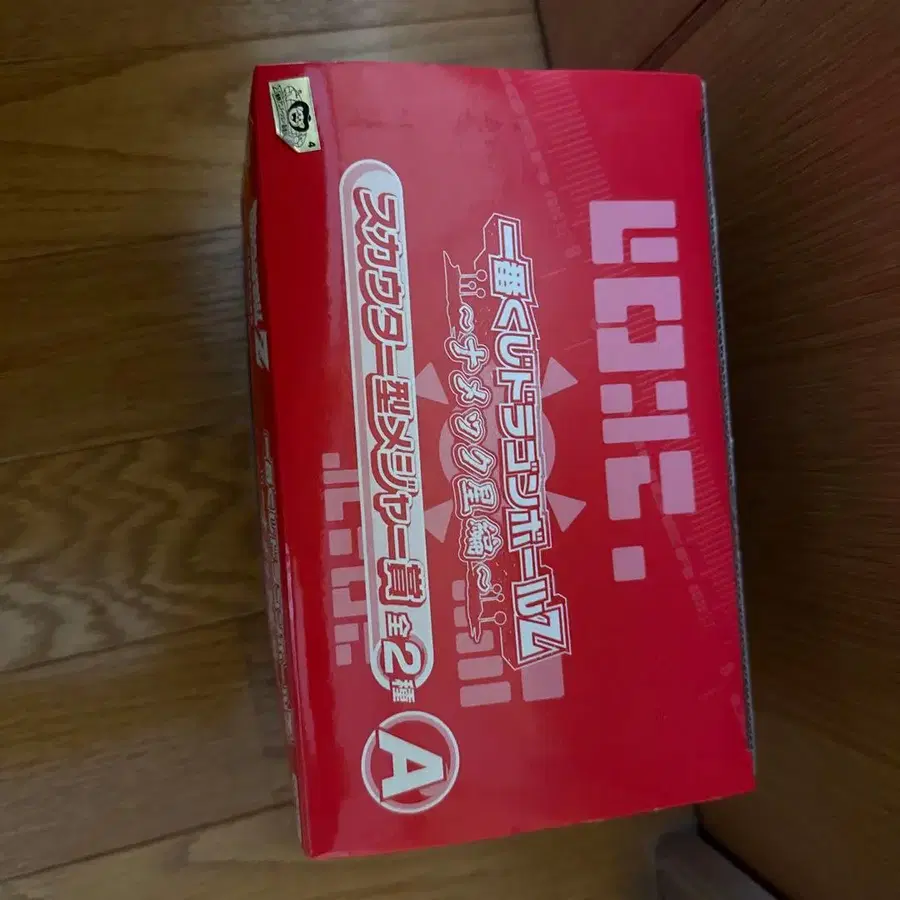 一番くじドラゴンボールZ
～ナメック星編～
スカウター型メジャー賞 全2種
A
4